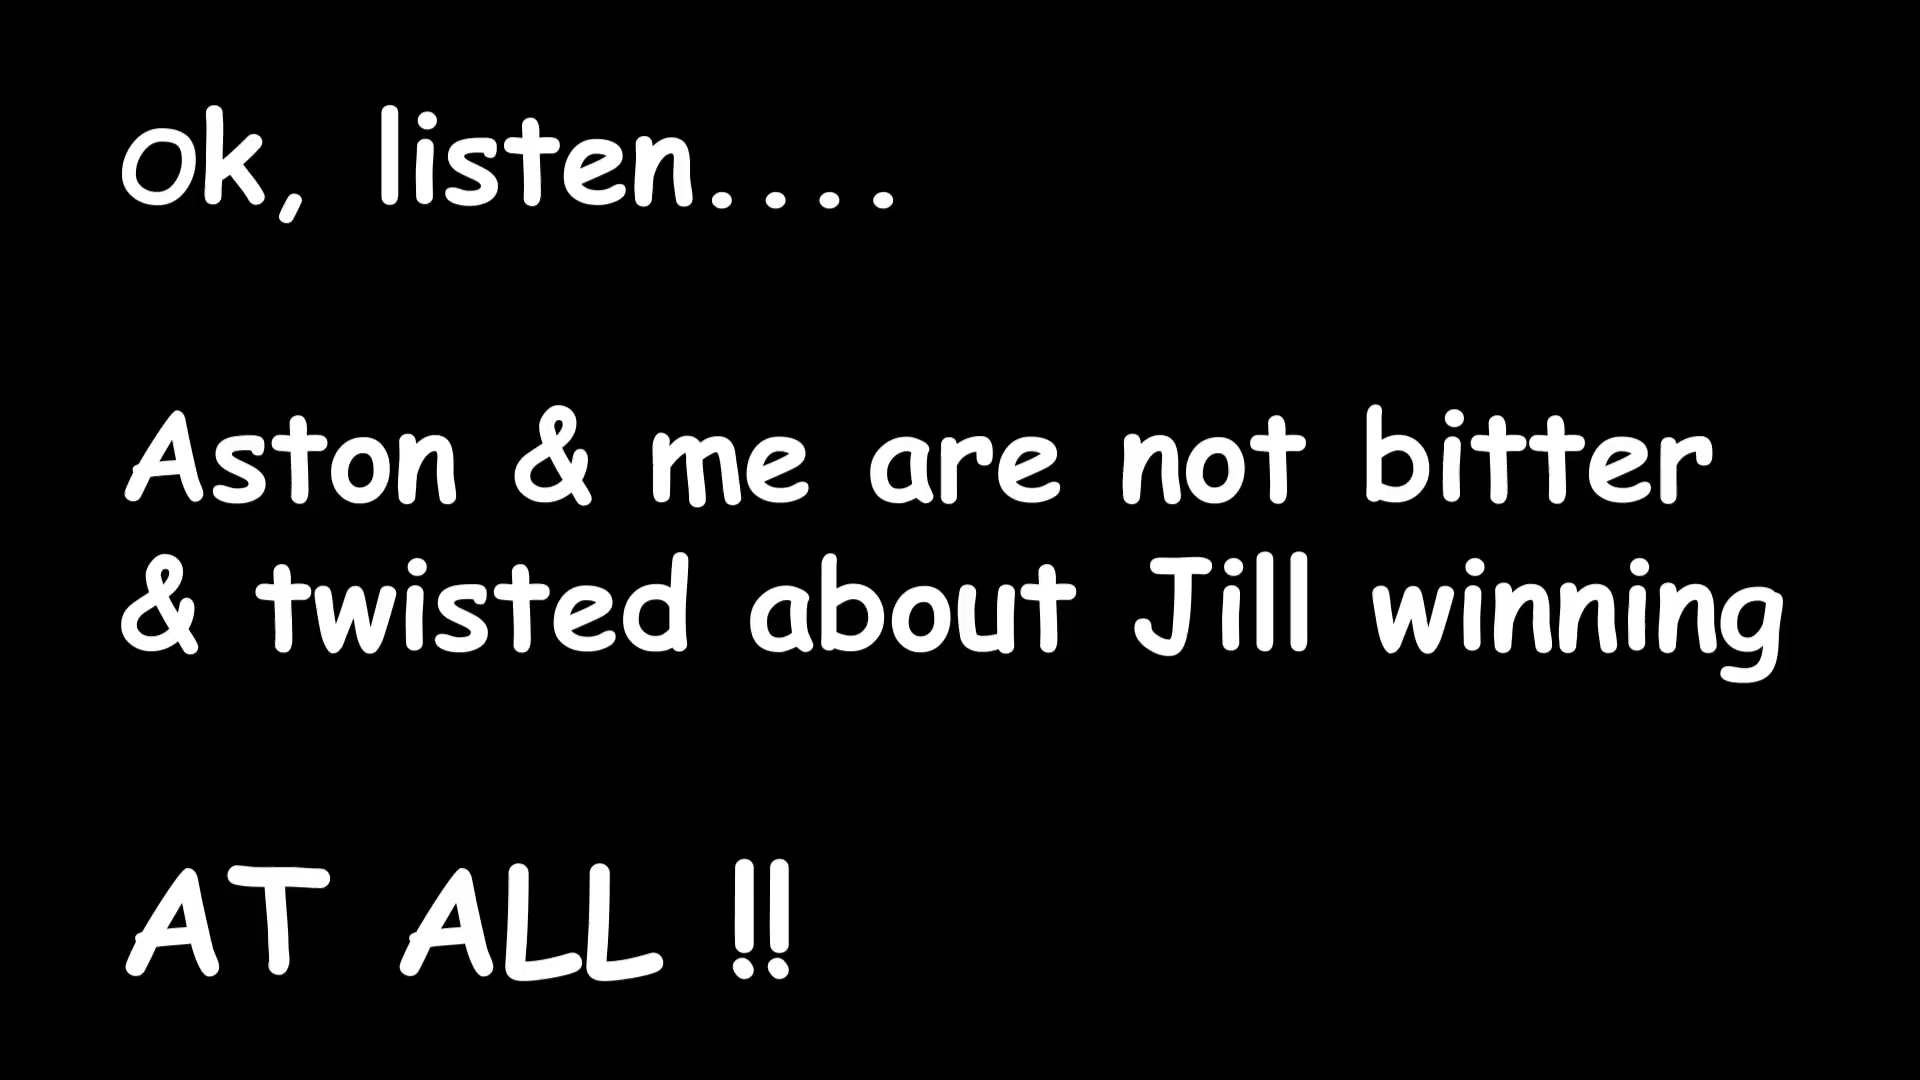 Ok, listen....
Aston & me are not bitter
& twisted about Jill winning
AT ALL !!